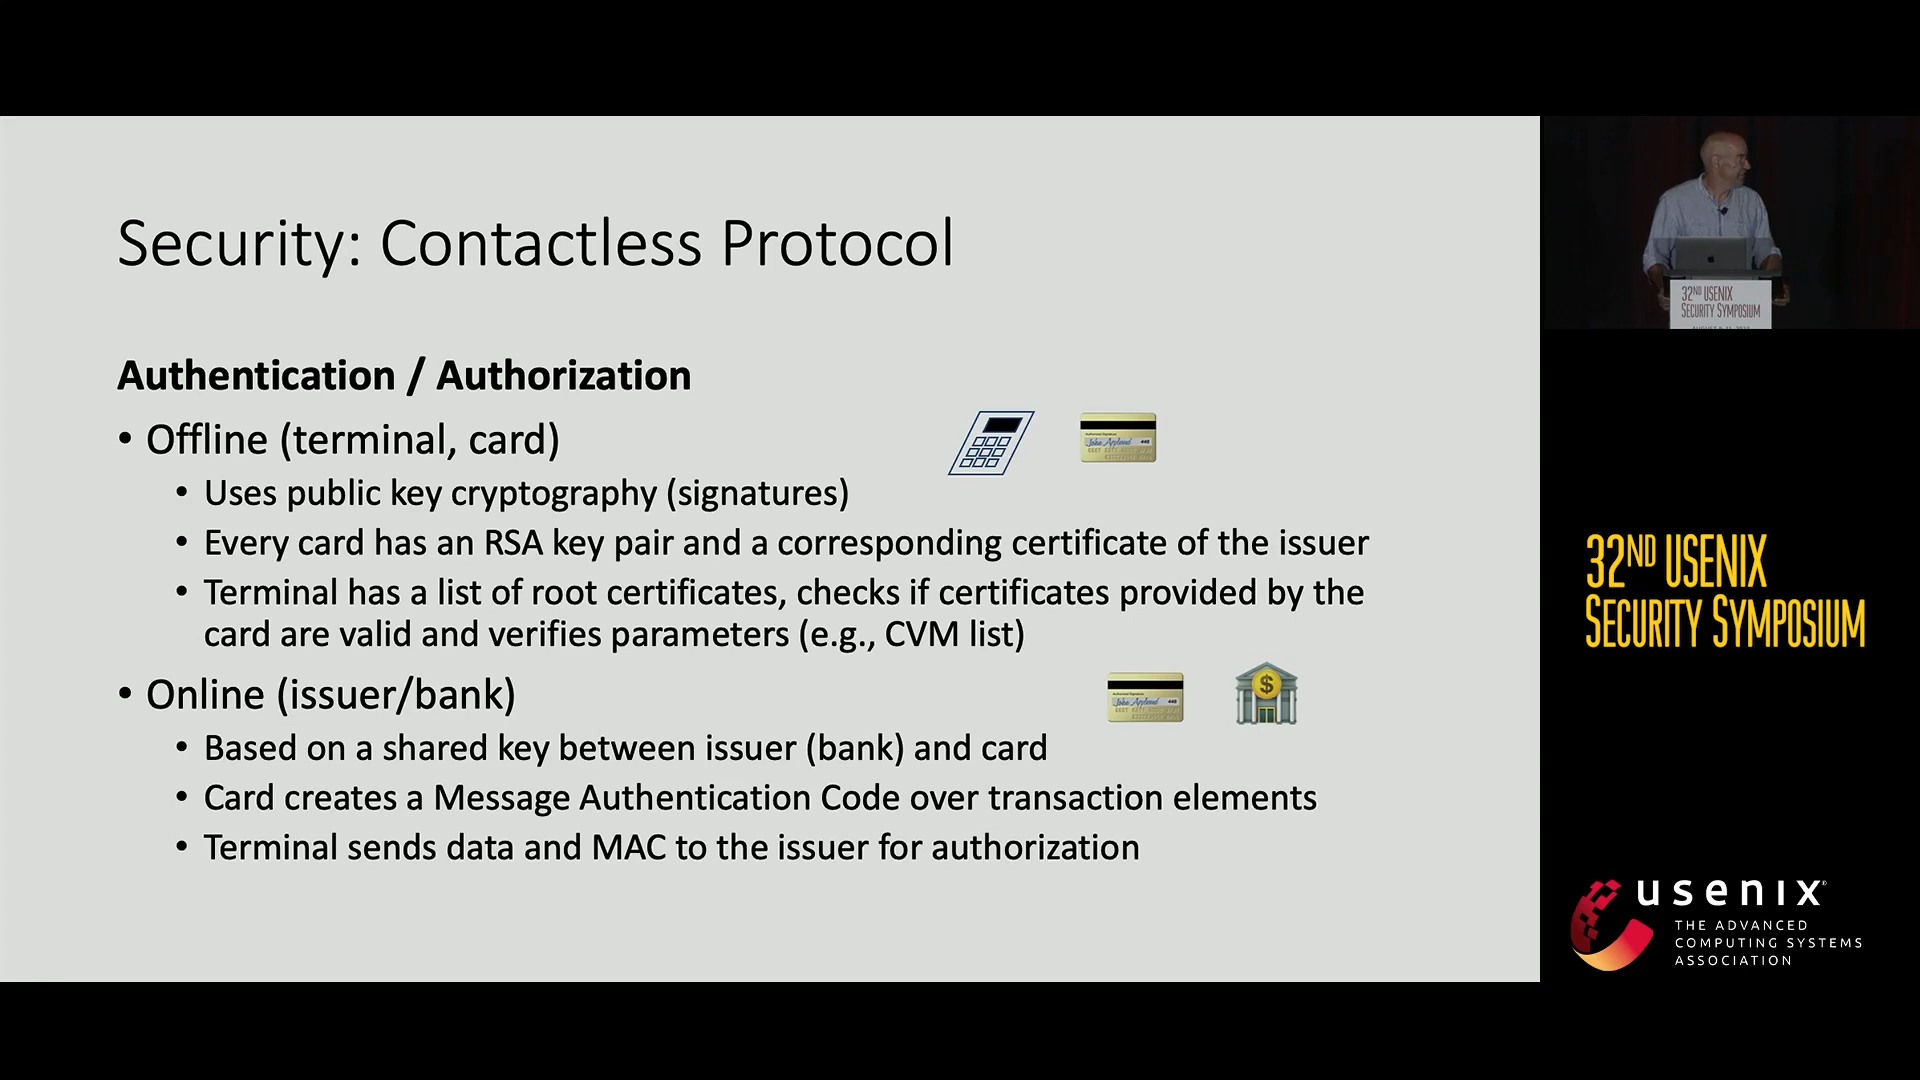 Security: Contactless Protocol
Authentication / Authorization
• Offline (terminal, card)
• Uses public key cryptography (signatures)
• Every card has an RSA key pair and a corresponding certificate of the issuer
• Terminal has a list of root certificates, checks if certificates provided by the
card are valid and verifies parameters (e.g., CVM list)
• Online (issuer/bank)
• Based on a shared key between issuer (bank) and card
• Card creates a Message Authentication Code over transaction elements
• Terminal sends data and MAC to the issuer for authorization
32ND USENIX
SECURITY SYMPOSIUM
32ND USENIX
SECURITY SYMPOSIUM
usenix®
THE ADVANCED
COMPUTING SYSTEMS
ASSOCIATION